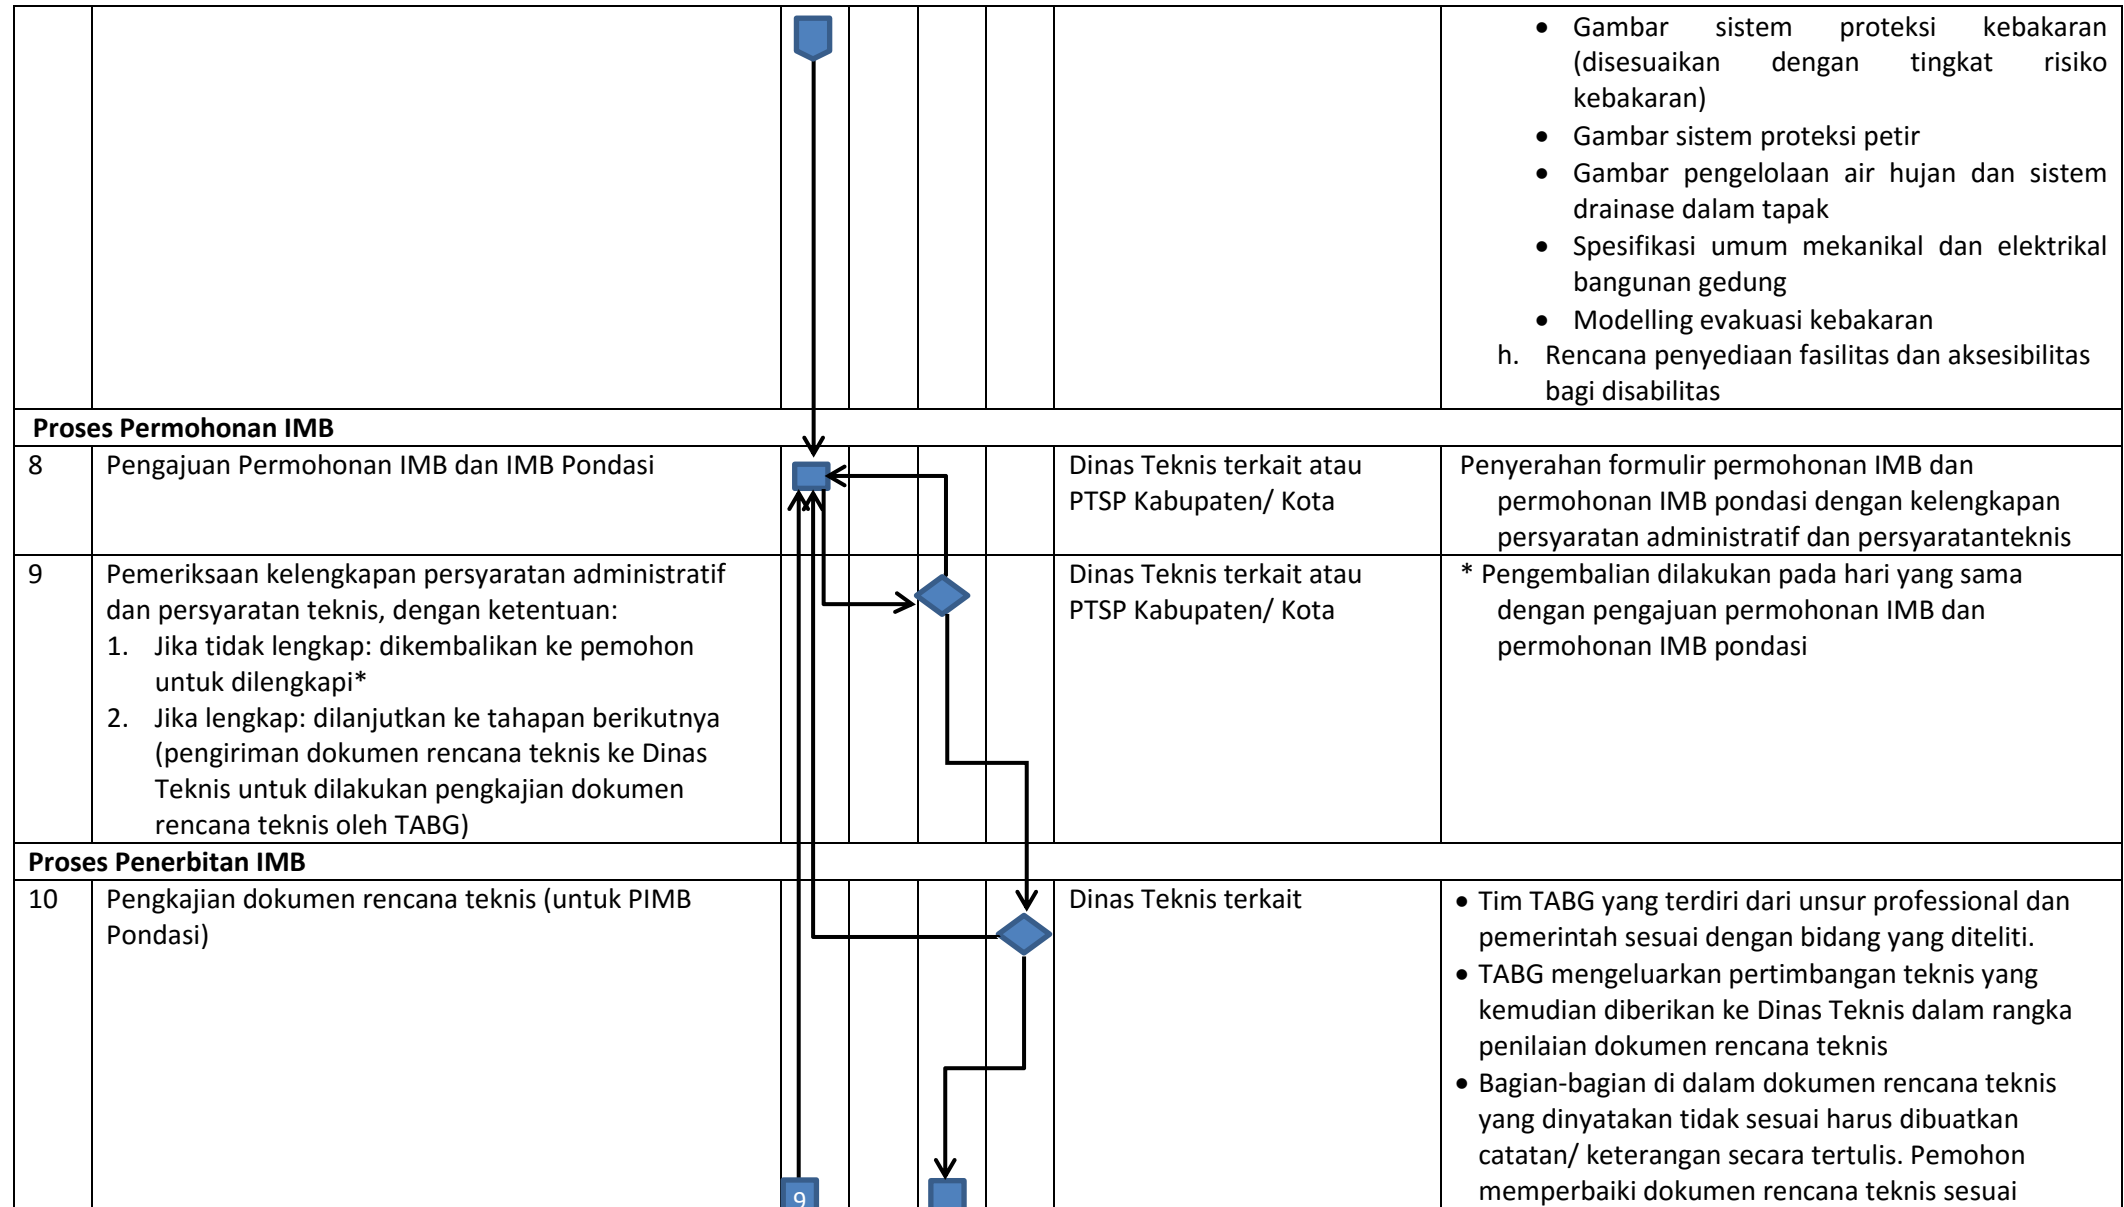 • Gambar sistem proteksi kebakaran
(disesuaikan dengan tingkat risiko
kebakaran)
• Gambar sistem proteksi petir
• Gambar pengelolaan air hujan dan sistem
drainase dalam tapak
• Spesifikasi umum mekanikal dan elektrikal
bangunan gedung
• Modelling evakuasi kebakaran
h. Rencana penyediaan fasilitas dan aksesibilitas
bagi disabilitas
Proses Permohonan IMB
8
Pengajuan Permohonan IMB dan IMB Pondasi
Dinas Teknis terkait atau
PTSP Kabupaten/ Kota
Penyerahan formulir permohonan IMB dan
permohonan IMB pondasi dengan kelengkapan
persyaratan administratif dan persyaratanteknis
9
Pemeriksaan kelengkapan persyaratan administratif
dan persyaratan teknis, dengan ketentuan:
1. Jika tidak lengkap: dikembalikan ke pemohon
untuk dilengkapi*
2. Jika lengkap: dilanjutkan ke tahapan berikutnya
(pengiriman dokumen rencana teknis ke Dinas
Teknis untuk dilakukan pengkajian dokumen
rencana teknis oleh TABG)
Dinas Teknis terkait atau
PTSP Kabupaten/ Kota
* Pengembalian dilakukan pada hari yang sama
dengan pengajuan permohonan IMB dan
permohonan IMB pondasi
Proses Penerbitan IMB
10
Pengkajian dokumen rencana teknis (untuk PIMB
Pondasi)
Dinas Teknis terkait
• Tim TABG yang terdiri dari unsur professional dan
pemerintah sesuai dengan bidang yang diteliti.
• TABG mengeluarkan pertimbangan teknis yang
kemudian diberikan ke Dinas Teknis dalam rangka
penilaian dokumen rencana teknis
• Bagian-bagian di dalam dokumen rencana teknis
yang dinyatakan tidak sesuai harus dibuatkan
catatan/ keterangan secara tertulis. Pemohon
memperbaiki dokumen rencana teknis sesuai
9